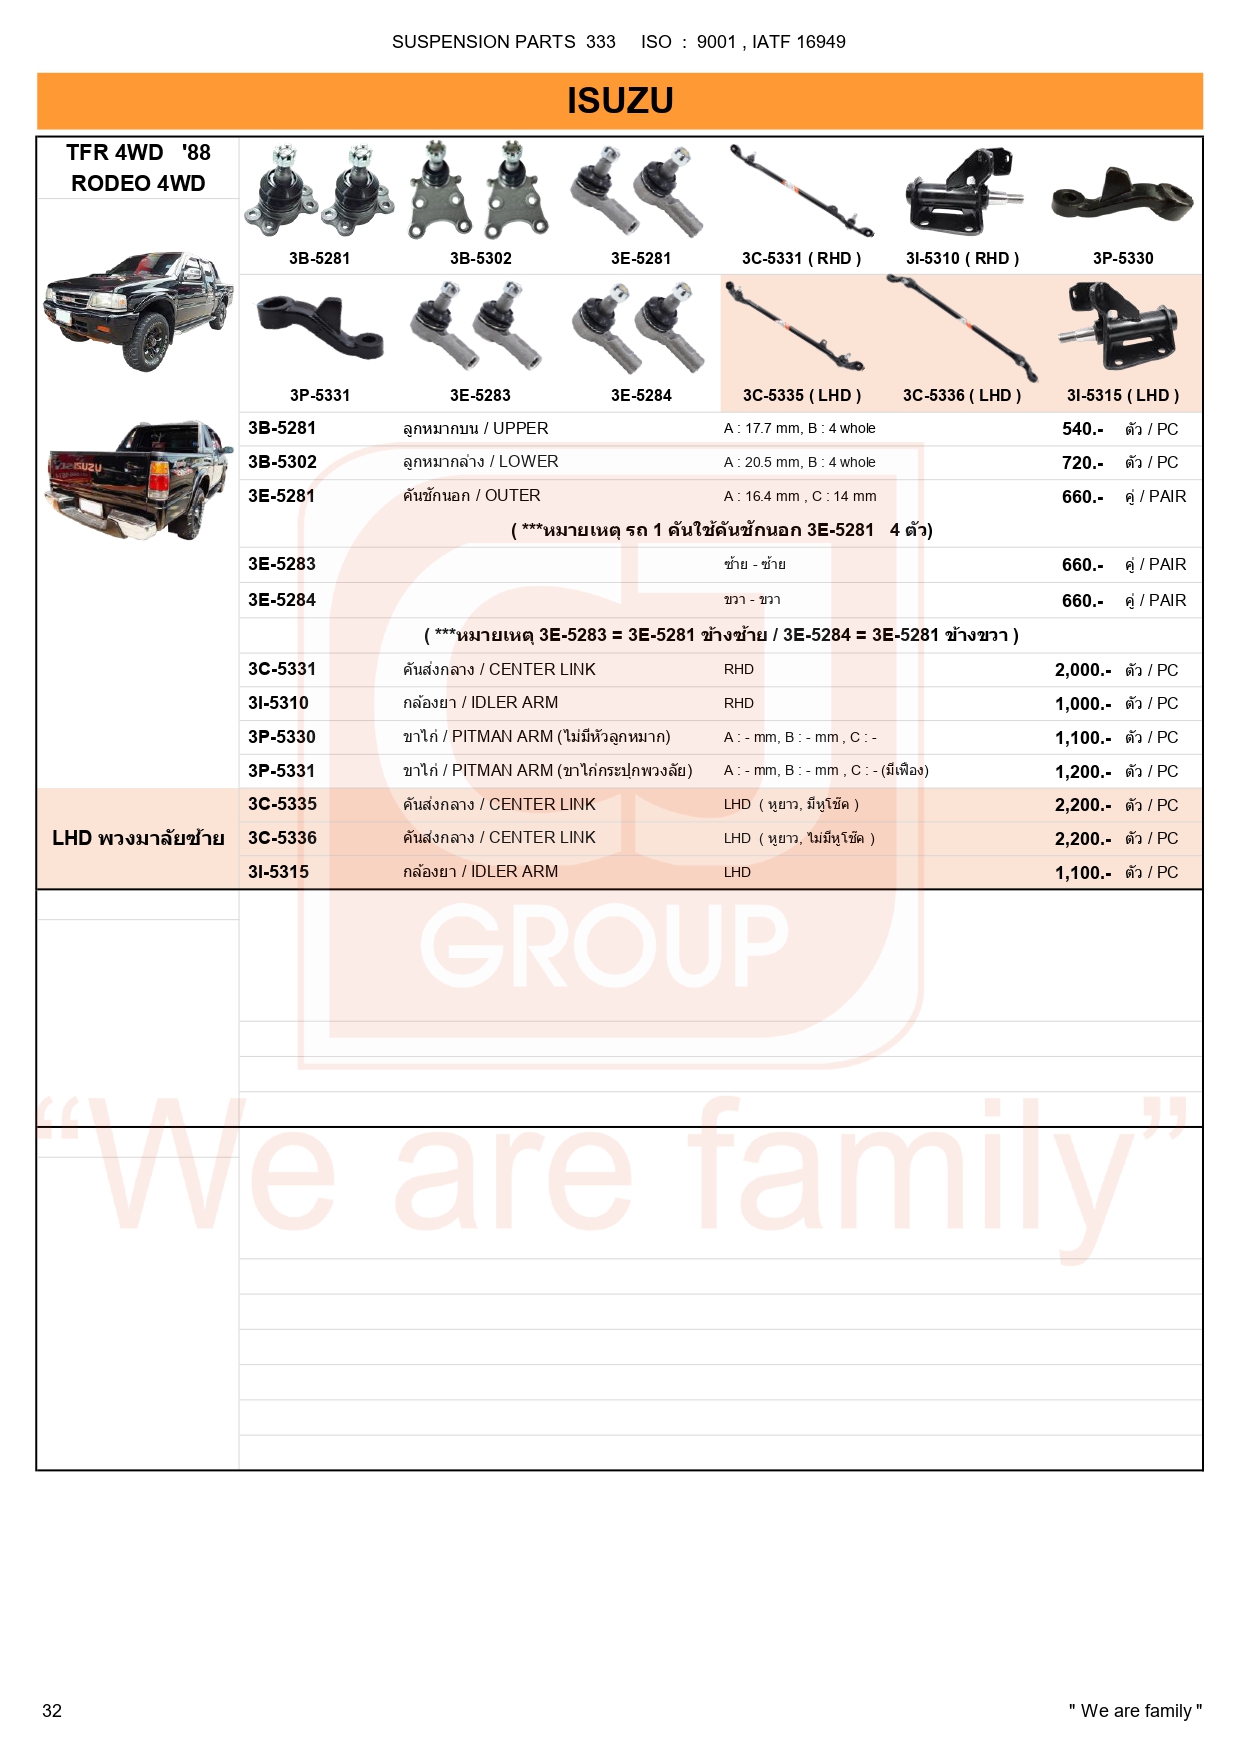 SUSPENSION PARTS 333 ISO : 9001 , IATF 16949
ISUZU
TFR 4WD '88
RODEO 4WD
3B-5281 3B-5302 3E-5281 3C-5331 ( RHD ) 3I-5310 ( RHD ) 3P-5330
3P-5331 3E-5283 3E-5284 3C-5335 ( LHD ) 3C-5336 ( LHD ) 3I-5315 ( LHD )
3B-5281 ลูกหมากบน / UPPER A : 17.7 mm, B : 4 whole 540.- ตัว / PC
3B-5302 ลูกหมากล่าง / LOWER A : 20.5 mm, B : 4 whole 720.- ตัว / PC
3E-5281 คันชักนอก / OUTER A : 16.4 mm , C : 14 mm 660.- คู่ / PAIR
( ***หมายเหตุ รถ 1 คันใช้คันชักนอก 3E-5281 4 ตัว)
3E-5283 ซ้าย - ซ้าย 660.- คู่ / PAIR
3E-5284 ขวา - ขวา 660.- คู่ / PAIR
( ***หมายเหตุ 3E-5283 = 3E-5281 ข้างซ้าย / 3E-5284 = 3E-5281 ข้างขวา )
3C-5331 คันส่งกลาง / CENTER LINK RHD 2,000.- ตัว / PC
3I-5310 กล้องยา / IDLER ARM RHD 1,000.- ตัว / PC
3P-5330 ขาไก่ / PITMAN ARM (ไม่มีหัวลูกหมาก) A : - mm, B : - mm , C : - 1,100.- ตัว / PC
3P-5331 ขาไก่ / PITMAN ARM (ขาไก่กระปุกพวงลัย) A : - mm, B : - mm , C : - (มีเฟือง) 1,200.- ตัว / PC
3C-5335 คันส่งกลาง / CENTER LINK LHD ( หูยาว, มีหูโช๊ค ) 2,200.- ตัว / PC
LHD พวงมาลัยซ้าย 3C-5336 คันส่งกลาง / CENTER LINK LHD ( หูยาว, ไม่มีหูโช๊ค ) 2,200.- ตัว / PC
3I-5315 กล้องยา / IDLER ARM LHD 1,100.- ตัว / PC
CJ
GROUP
“We are family”
32 " We are family "